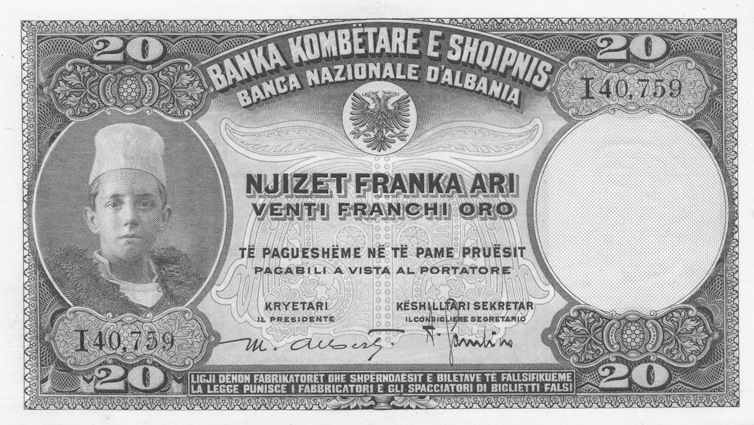 20
20
BANKA KOMBËTARE E SHQIPNIS
BANCA NAZIONALE D'ALBANIA
I40,759
NJIZET FRANKA ARI
VENTI FRANCHI ORO
TË PAGUESHËME NË TË PAME PRUËSIT
PAGABILI A VISTA AL PORTATORE
KRYETARI
IL PRESIDENTE
KËSHILLTARI SEKRETAR
IL CONSIGLIERE SEGRETARIO
I40,759
20
20
LIGJI DËNON FABRIKATORËT DHE SHPËRNDAËSIT E BILETAVE TË FALLSIFIKUEME
LA LEGGE PUNISCE I FABBRICATORI E GLI SPACCIATORI DI BIGLIETTI FALSI